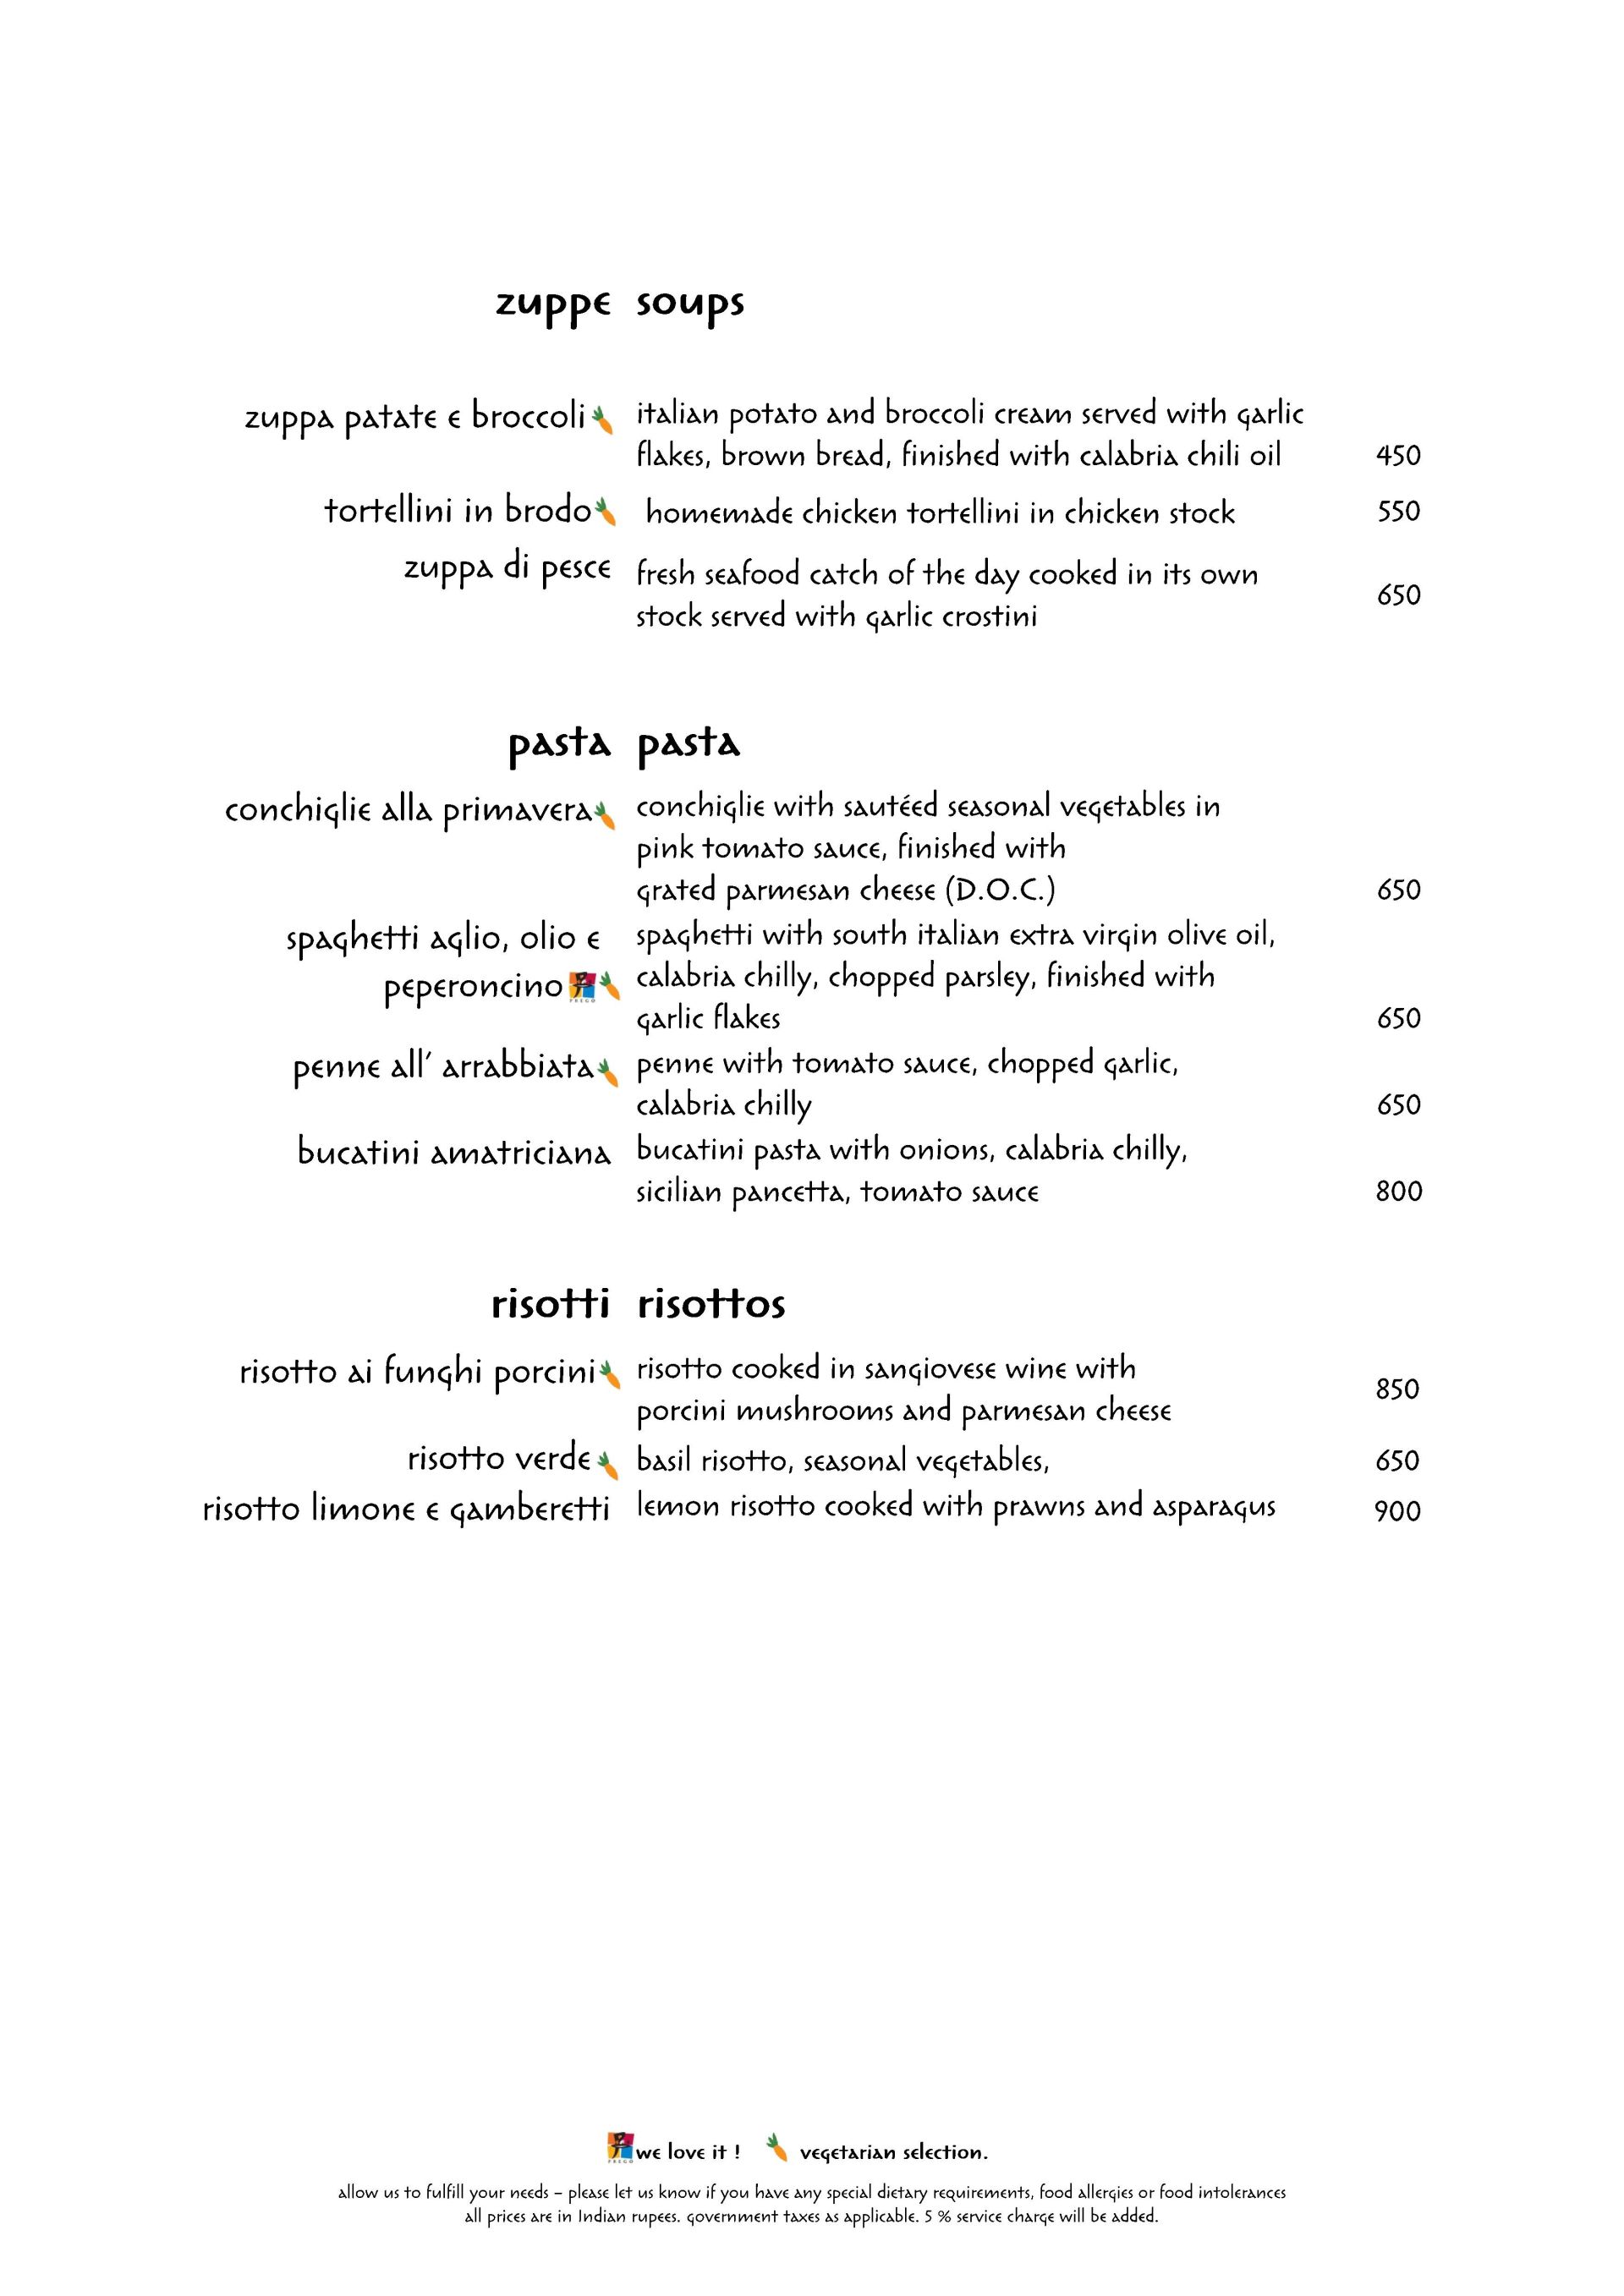 zuppe soups
zuppa patate e broccoli italian potato and broccoli cream served with garlic
flakes, brown bread, finished with calabria chili oil 450
tortellini in brodo homemade chicken tortellini in chicken stock 550
zuppa di pesce fresh seafood catch of the day cooked in its own
stock served with garlic crostini 650
pasta pasta
conchiglie alla primavera conchiglie with sautéed seasonal vegetables in
pink tomato sauce, finished with
grated parmesan cheese (D.O.C.) 650
spaghetti aglio, olio e spaghetti with south italian extra virgin olive oil,
peperoncino PREGO calabria chilly, chopped parsley, finished with
garlic flakes 650
penne all' arrabbiata penne with tomato sauce, chopped garlic,
calabria chilly 650
bucatini amatriciana bucatini pasta with onions, calabria chilly,
sicilian pancetta, tomato sauce 800
risotti risottos
risotto ai funghi porcini risotto cooked in sangiovese wine with
porcini mushrooms and parmesan cheese 850
risotto verde basil risotto, seasonal vegetables, 650
risotto limone e gamberetti lemon risotto cooked with prawns and asparagus 900
PREGO we love it ! vegetarian selection.
allow us to fulfill your needs – please let us know if you have any special dietary requirements, food allergies or food intolerances
all prices are in Indian rupees. government taxes as applicable. 5 % service charge will be added.